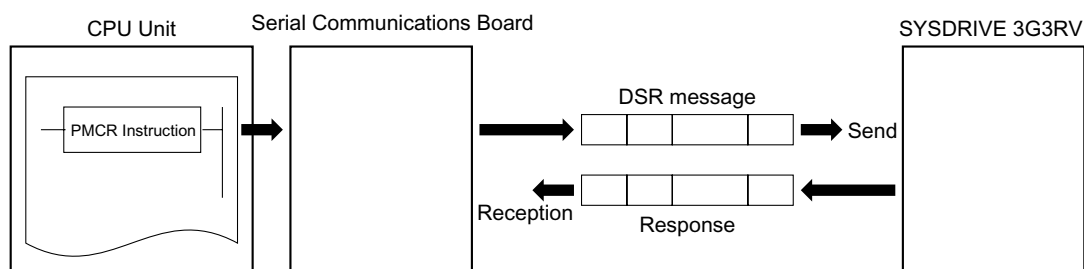 CPU Unit
Serial Communications Board
SYSDRIVE 3G3RV
PMCR Instruction
DSR message
Send
Reception
Response